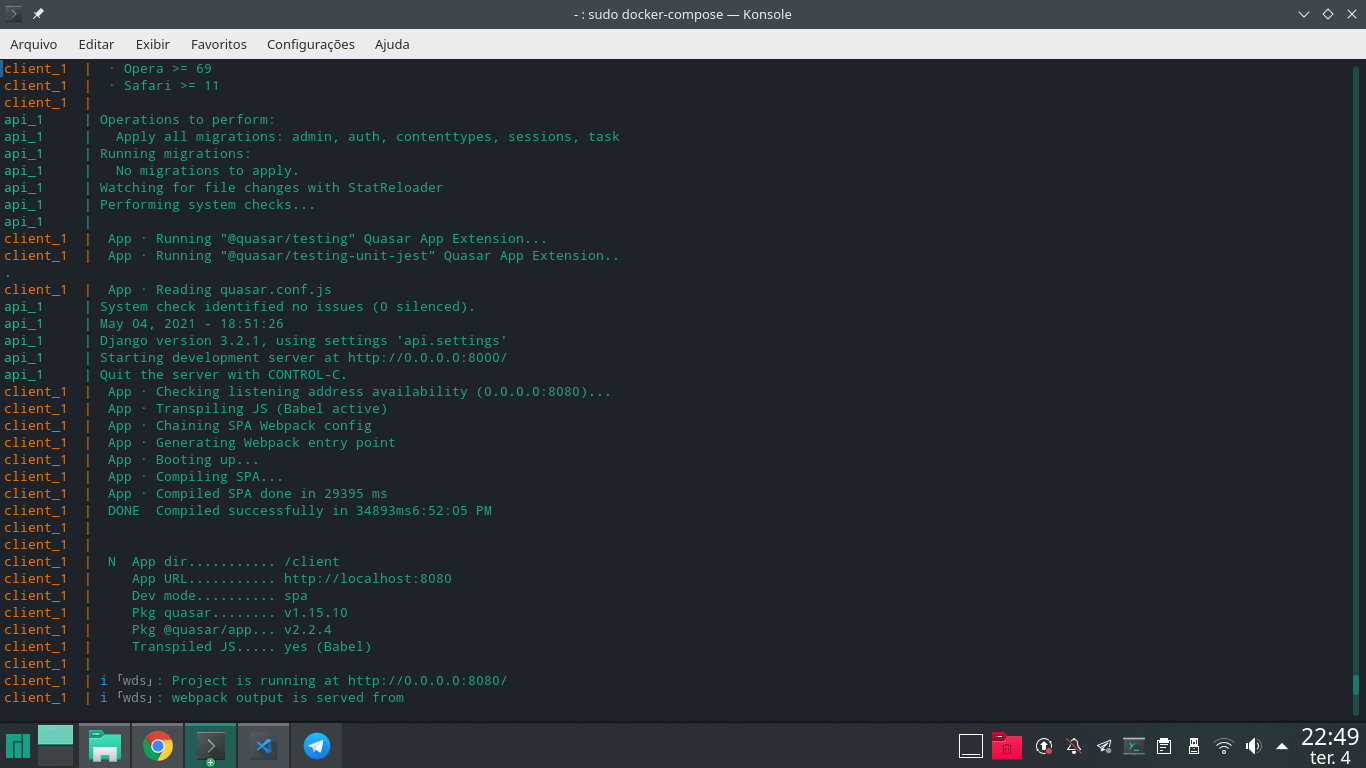 - : sudo docker-compose — Konsole
Arquivo Editar Exibir Favoritos Configurações Ajuda
client_1 | · Opera >= 69
client_1 | · Safari >= 11
client_1 |
api_1 | Operations to perform:
api_1 | Apply all migrations: admin, auth, contenttypes, sessions, task
api_1 | Running migrations:
api_1 | No migrations to apply.
api_1 | Watching for file changes with StatReloader
api_1 | Performing system checks...
api_1 |
client_1 | App · Running "@quasar/testing" Quasar App Extension...
client_1 | App · Running "@quasar/testing-unit-jest" Quasar App Extension..
.
client_1 | App · Reading quasar.conf.js
api_1 | System check identified no issues (0 silenced).
api_1 | May 04, 2021 - 18:51:26
api_1 | Django version 3.2.1, using settings 'api.settings'
api_1 | Starting development server at http://0.0.0.0:8000/
api_1 | Quit the server with CONTROL-C.
client_1 | App · Checking listening address availability (0.0.0.0:8080)...
client_1 | App · Transpiling JS (Babel active)
client_1 | App · Chaining SPA Webpack config
client_1 | App · Generating Webpack entry point
client_1 | App · Booting up...
client_1 | App · Compiling SPA...
client_1 | App · Compiled SPA done in 29395 ms
client_1 | DONE Compiled successfully in 34893ms6:52:05 PM
client_1 |
client_1 |
client_1 | N App dir........... /client
client_1 | App URL........... http://localhost:8080
client_1 | Dev mode.......... spa
client_1 | Pkg quasar........ v1.15.10
client_1 | Pkg @quasar/app... v2.2.4
client_1 | Transpiled JS..... yes (Babel)
client_1 |
client_1 | i ｢wds｣: Project is running at http://0.0.0.0:8080/
client_1 | i ｢wds｣: webpack output is served from
22:49
ter. 4